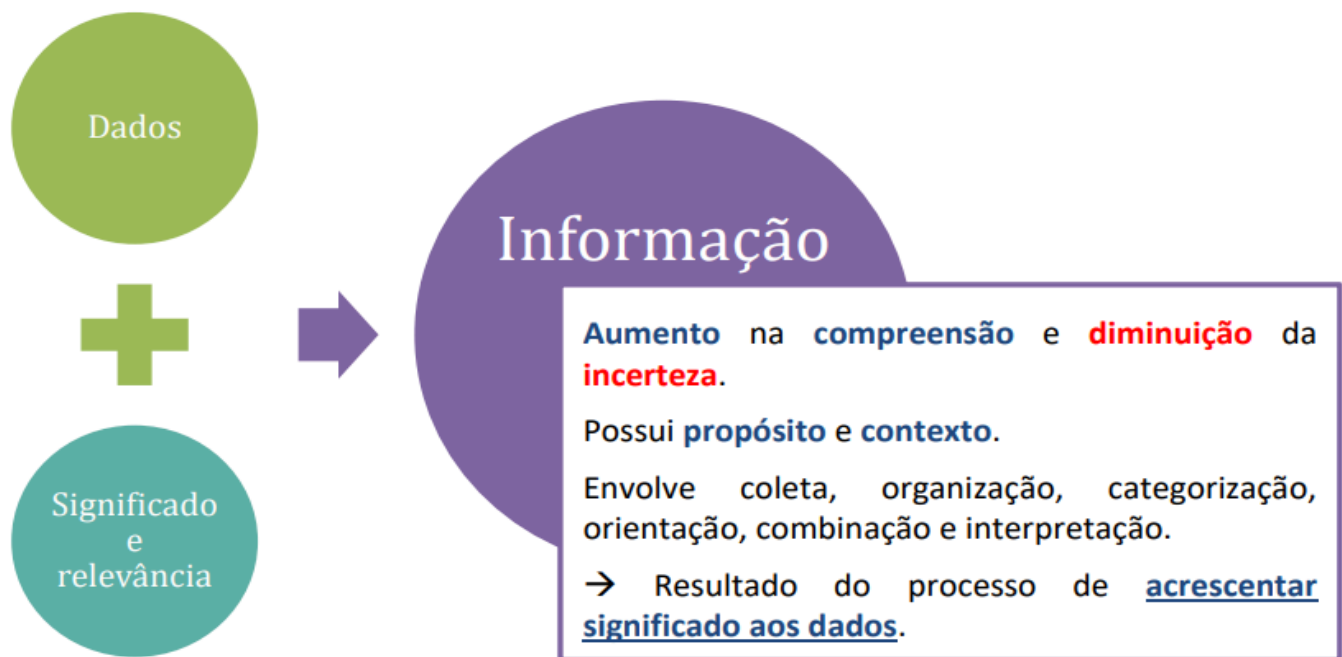 Dados
Significado
e
relevância
Informação
Aumento na compreensão e diminuição da
incerteza.
Possui propósito e contexto.
Envolve coleta, organização, categorização,
orientação, combinação e interpretação.
→ Resultado do processo de acrescentar
significado aos dados.